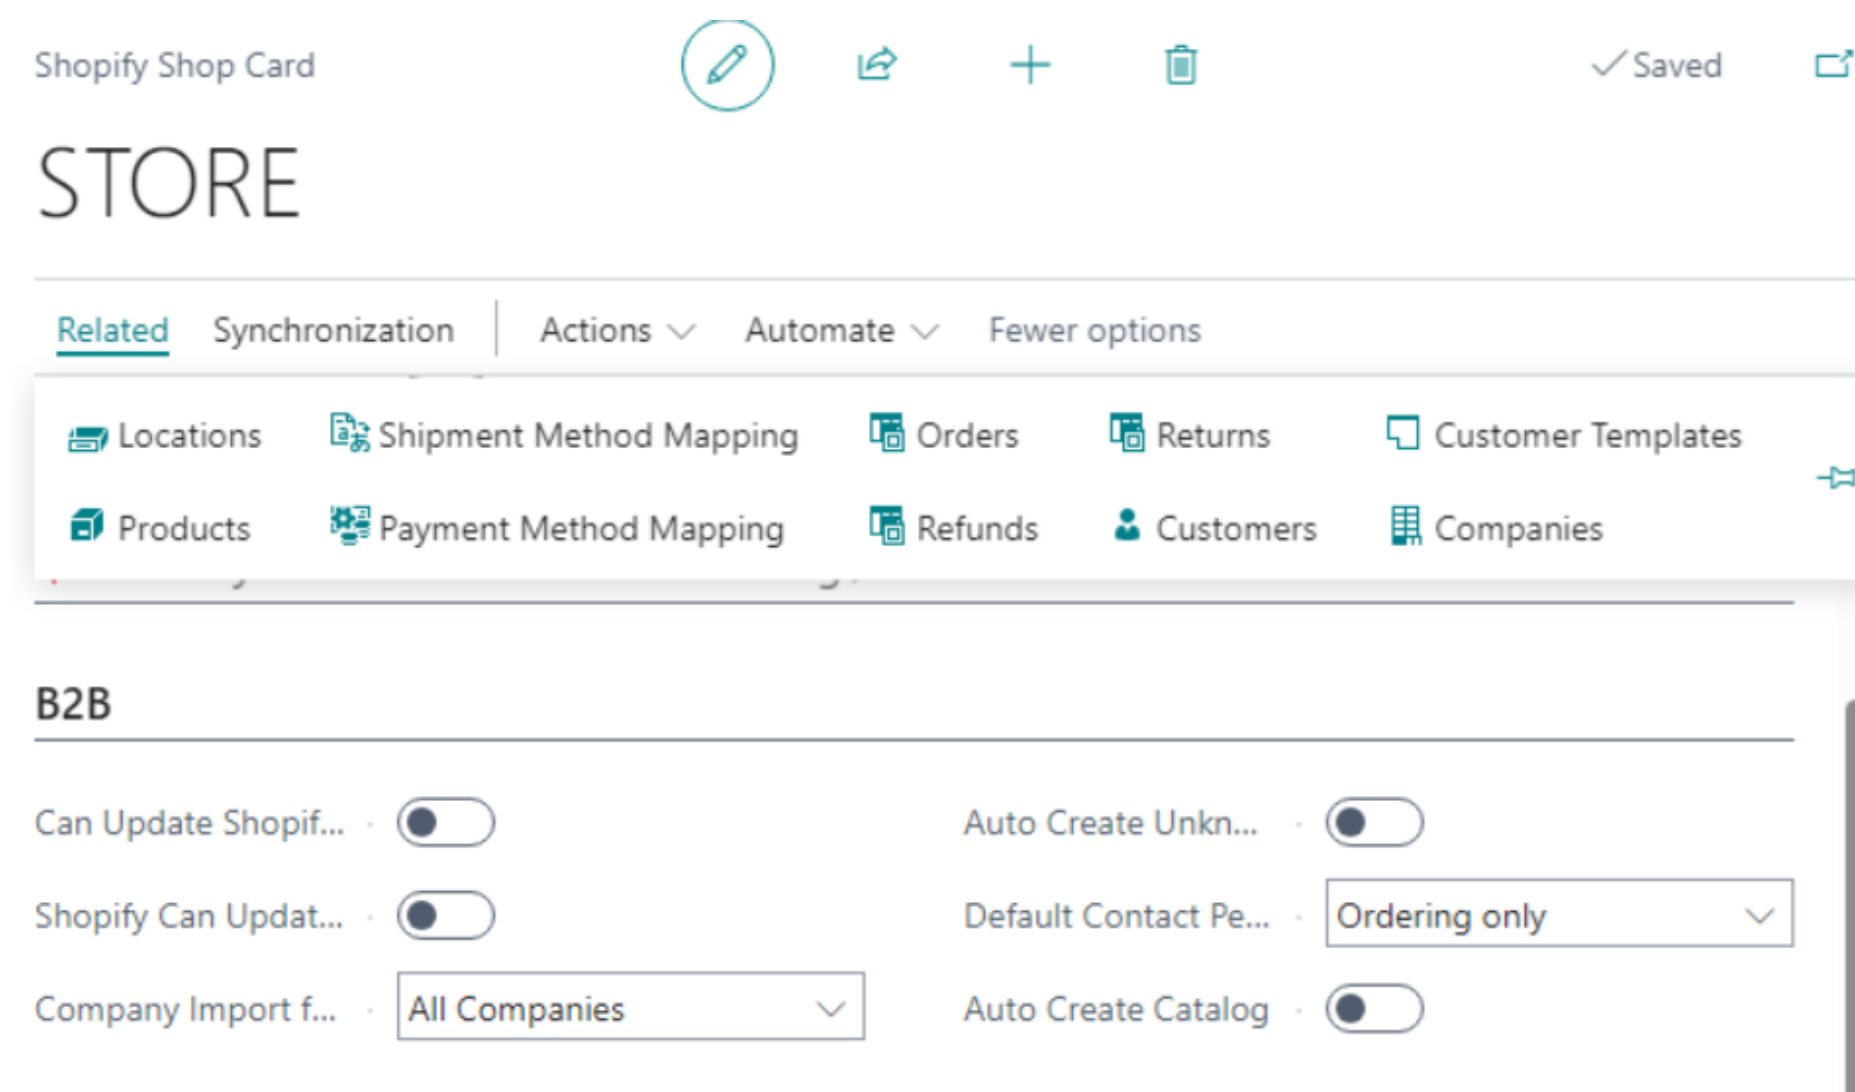 Shopify Shop Card
Saved
STORE
Related Synchronization Actions Automate Fewer options
Locations Shipment Method Mapping Orders Returns Customer Templates
Products Payment Method Mapping Refunds Customers Companies
B2B
Can Update Shopif... Auto Create Unkn...
Shopify Can Updat... Default Contact Pe... Ordering only
Company Import f... All Companies Auto Create Catalog